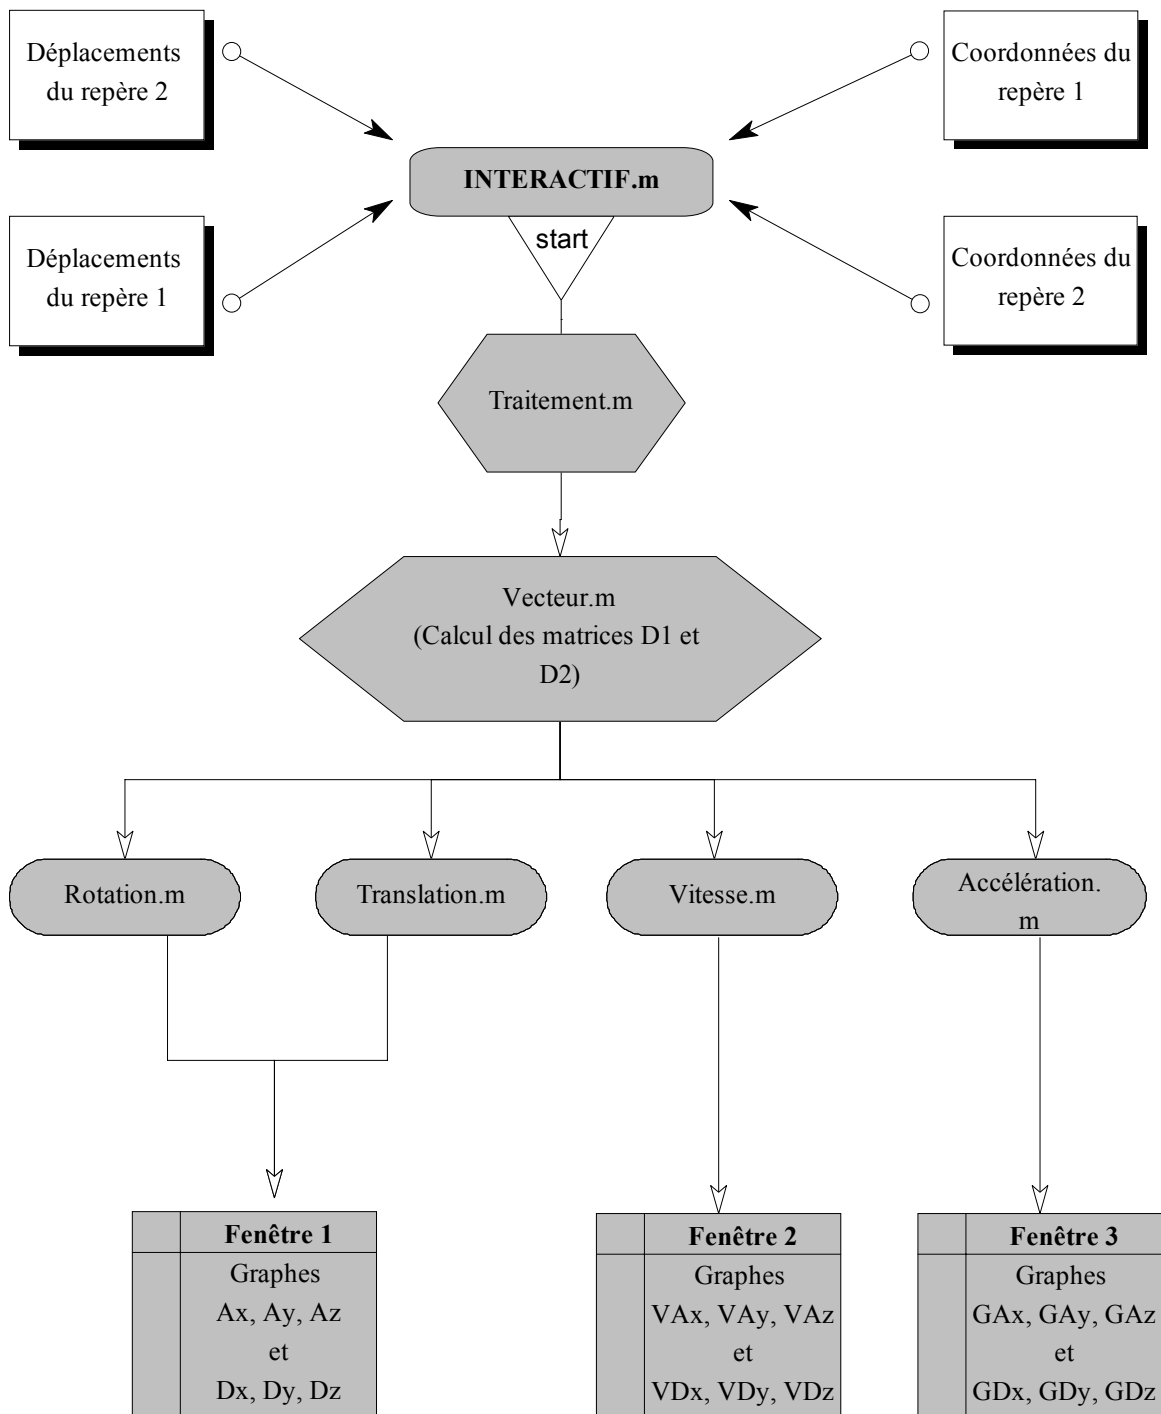 Déplacements
du repère 2
Coordonnées du
repère 1
INTERACTIF.m
start
Déplacements
du repère 1
Coordonnées du
repère 2
Traitement.m
Vecteur.m
(Calcul des matrices D1 et
D2)
Rotation.m
Translation.m
Vitesse.m
Accélération.
m
Fenêtre 1
Graphes
Ax, Ay, Az
et
Dx, Dy, Dz
Fenêtre 2
Graphes
VAx, VAy, VAz
et
VDx, VDy, VDz
Fenêtre 3
Graphes
GAx, GAy, GAz
et
GDx, GDy, GDz